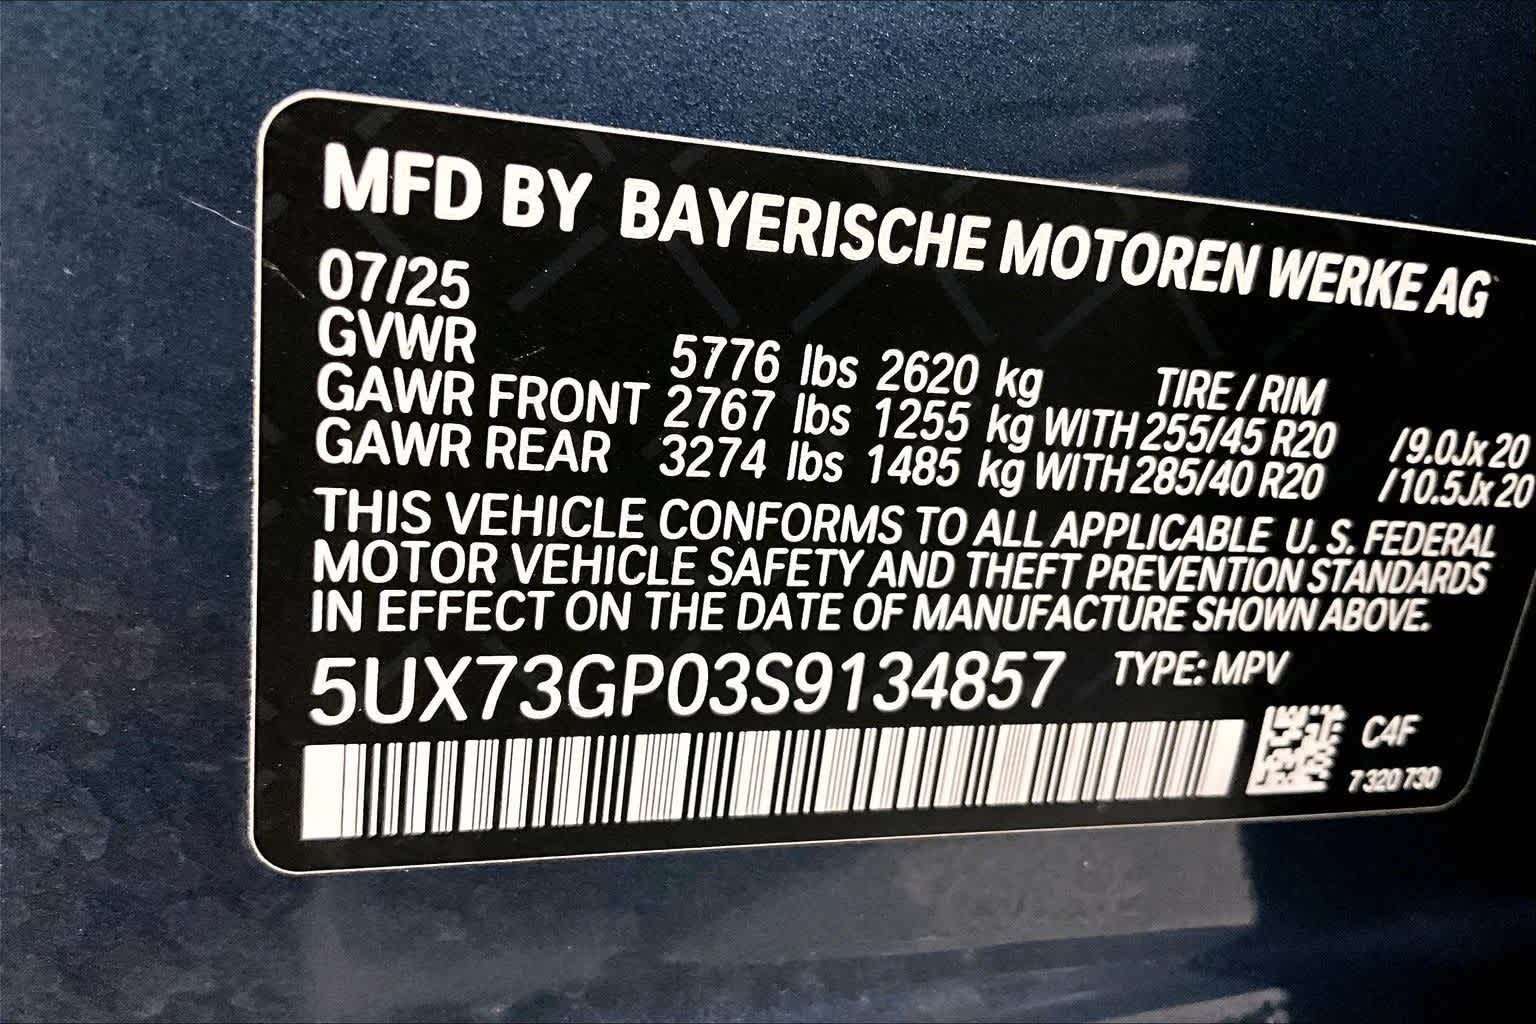 MFD BY BAYERISCHE MOTOREN WERKE AG
07/25
GVWR 5776 lbs 2620 kg TIRE / RIM
GAWR FRONT 2767 lbs 1255 kg WITH 255/45 R20 /9.0Jx20
GAWR REAR 3274 lbs 1485 kg WITH 285/40 R20 /10.5Jx20
THIS VEHICLE CONFORMS TO ALL APPLICABLE U. S. FEDERAL
MOTOR VEHICLE SAFETY AND THEFT PREVENTION STANDARDS
IN EFFECT ON THE DATE OF MANUFACTURE SHOWN ABOVE.
5UX73GP03S9134857 TYPE: MPV
C4F
7 320 730